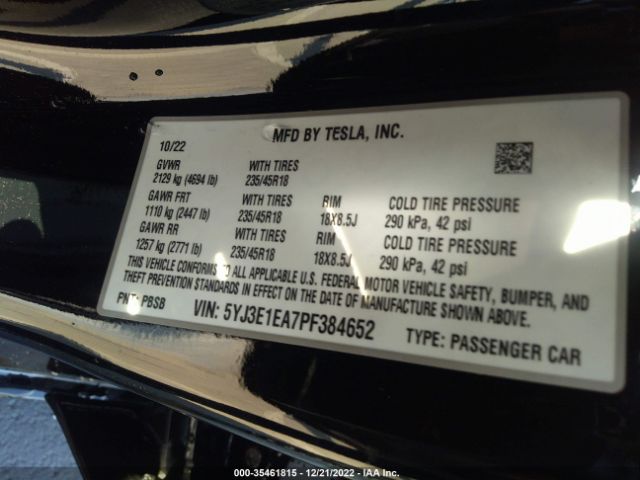 MFD BY TESLA, INC.
10/22
GVWR WITH TIRES
2129 kg (4694 lb) 235/45R18
GAWR FRT WITH TIRES RIM COLD TIRE PRESSURE
1110 kg (2447 lb) 235/45R18 18X8.5J 290 kPa, 42 psi
GAWR RR WITH TIRES RIM COLD TIRE PRESSURE
1257 kg (2771 lb) 235/45R18 18X8.5J 290 kPa, 42 psi
THIS VEHICLE CONFORMS TO ALL APPLICABLE U.S. FEDERAL MOTOR VEHICLE SAFETY, BUMPER, AND
THEFT PREVENTION STANDARDS IN EFFECT ON THE DATE OF MANUFACTURE SHOWN ABOVE.
PNT: PBSB VIN: 5YJ3E1EA7PF384652 TYPE: PASSENGER CAR
000-35461815 - 12/21/2022 - IAA Inc.